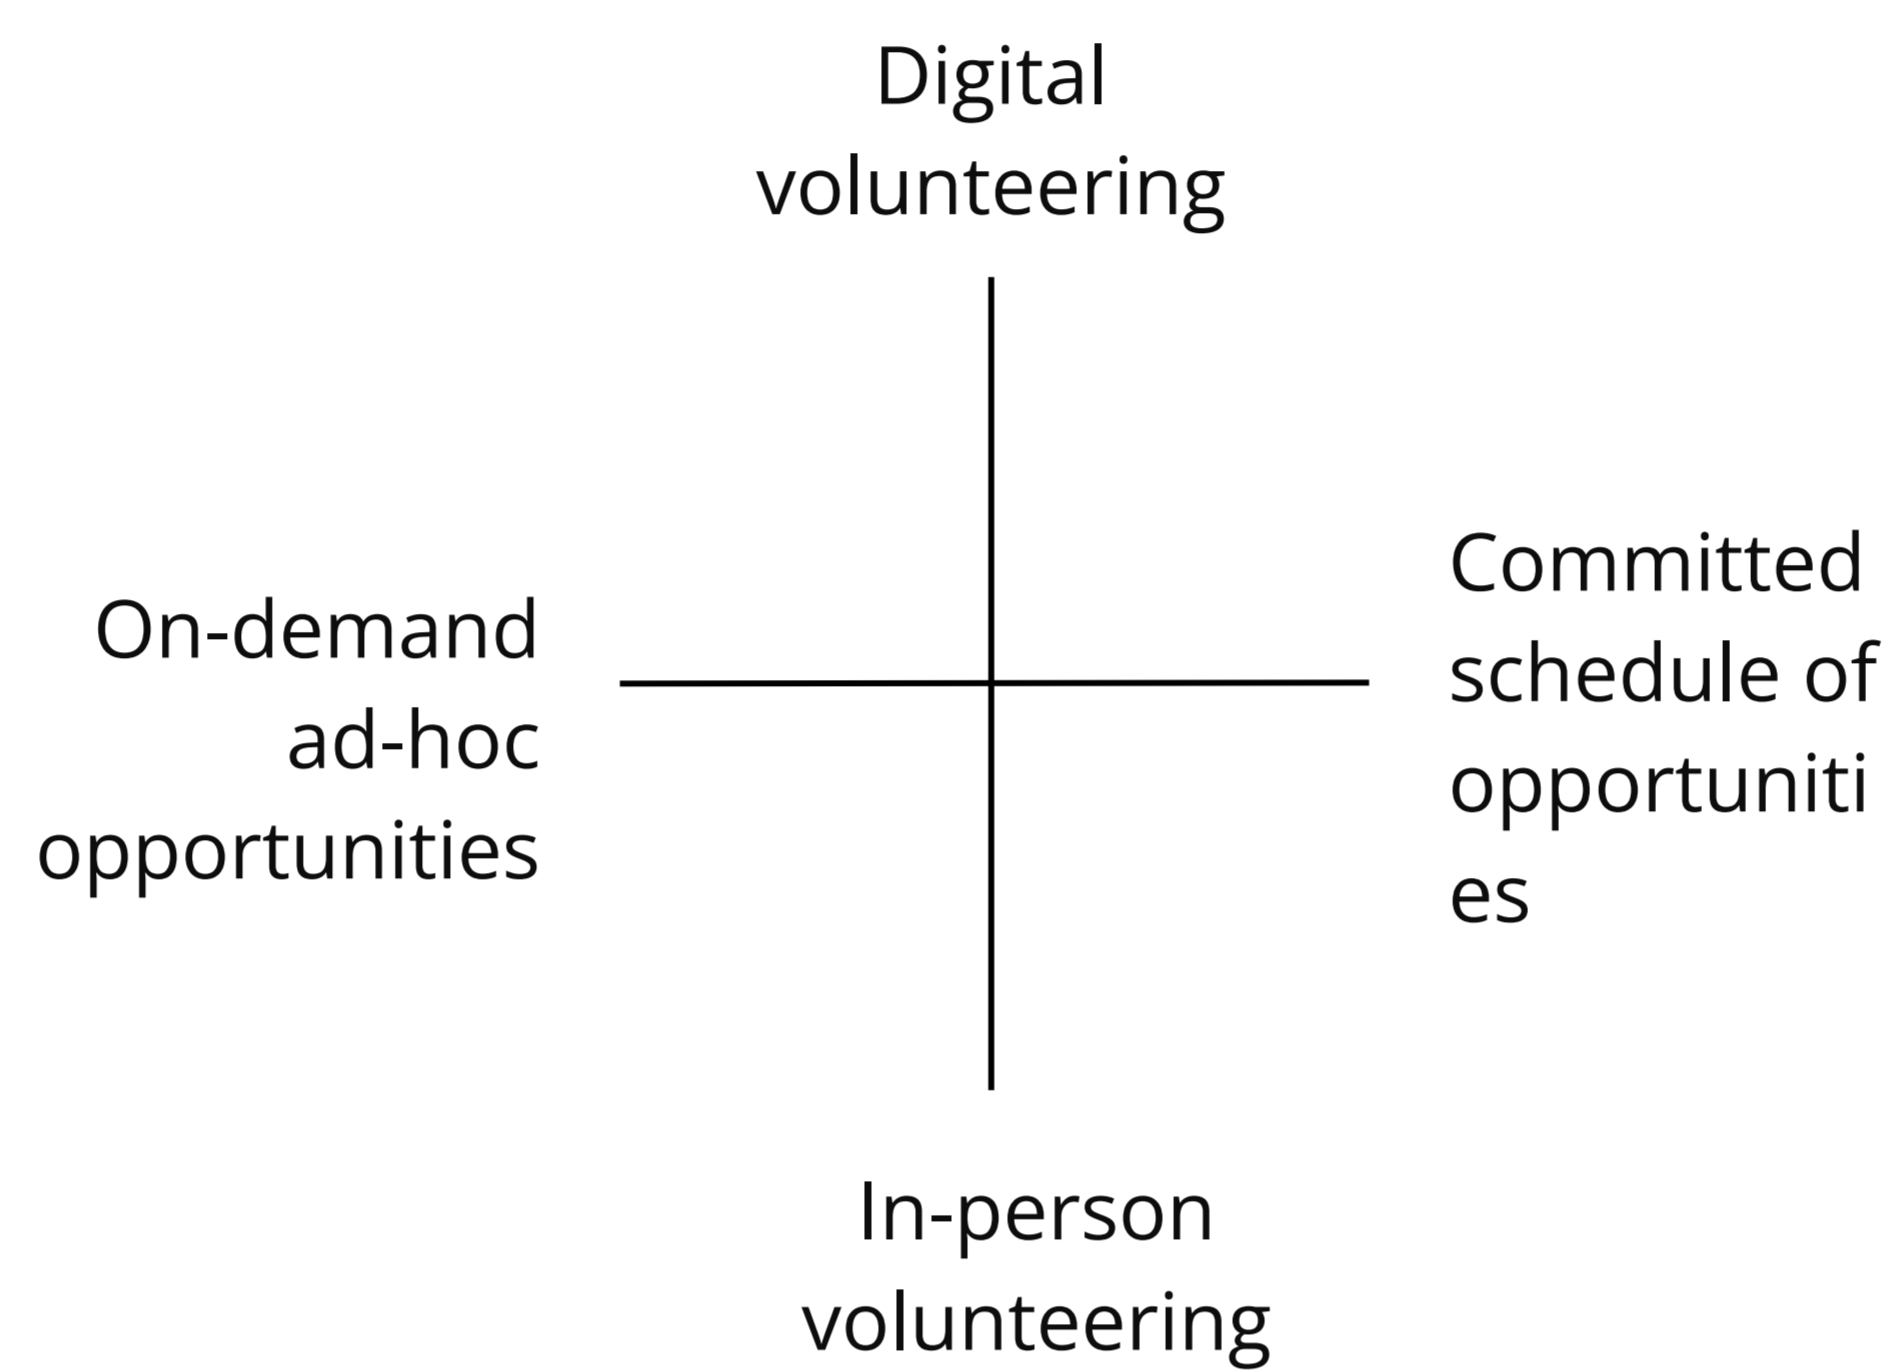 Digital
volunteering
On-demand
ad-hoc
opportunities
Committed
schedule of
opportuniti
es
In-person
volunteering